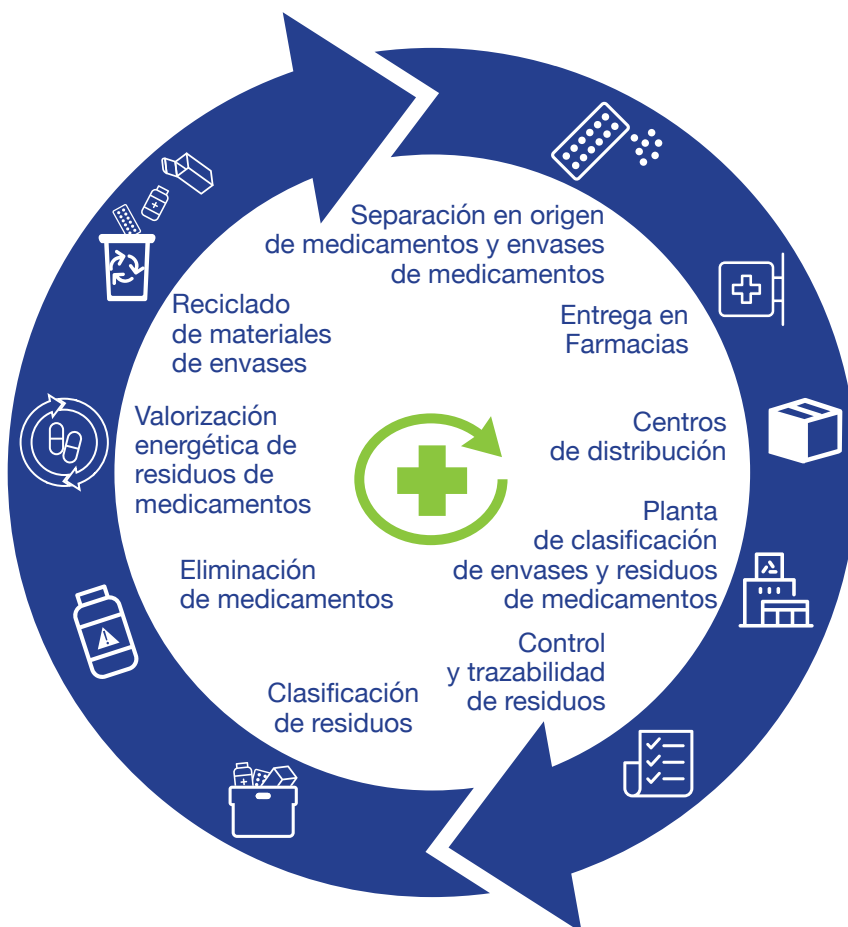 Separación en origen
de medicamentos y envases
de medicamentos
Entrega en
Farmacias
Centros
de distribución
Planta
de clasificación
de envases y residuos
de medicamentos
Control
y trazabilidad
de residuos
Clasificación
de residuos
Eliminación
de medicamentos
Valorización
energética de
residuos de
medicamentos
Reciclado
de materiales
de envases